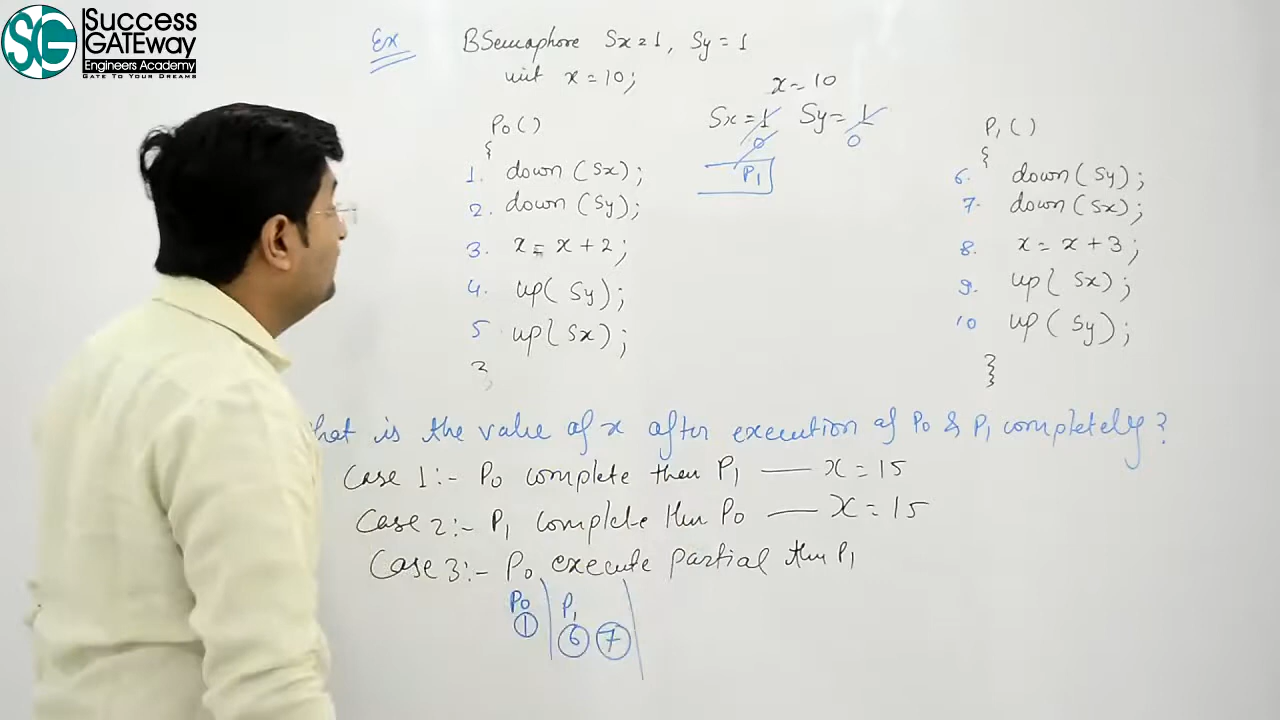 SG Success GATEway
Engineers Academy
GATE TO YOUR DREAMS
Ex BSemaphore Sx=1, Sy=1
int x=10;
x=10
Sx=1 Sy=1
0 0
P1
P0()
{
1. down(Sx);
2. down(Sy);
3. x=x+2;
4. up(Sy);
5 up(Sx);
}
P1()
{
6. down(Sy);
7. down(Sx);
8. x=x+3;
9. up(Sx);
10 up(Sy);
}
hat is the value of x after execution of P0 & P1 completely?
Case 1:- P0 complete then P1 — x=15
Case 2:- P1 complete then P0 — x=15
Case 3:- P0 execute partial then P1
P0 P1
1 6 7